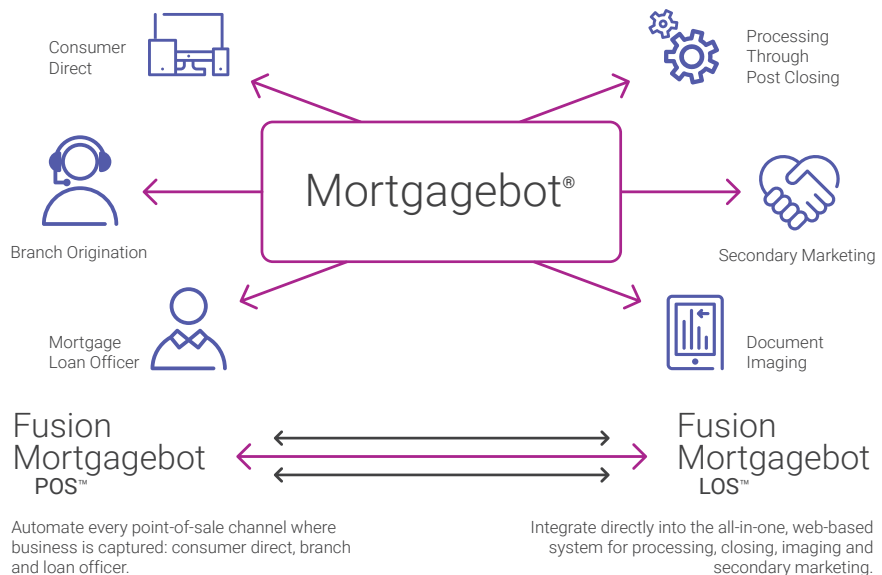 Consumer
Direct
Processing
Through
Post Closing
Mortgagebot®
Branch Origination
Secondary Marketing
Mortgage
Loan Officer
Document
Imaging
Fusion
Mortgagebot
POS™
Fusion
Mortgagebot
LOS™
Automate every point-of-sale channel where
business is captured: consumer direct, branch
and loan officer.
Integrate directly into the all-in-one, web-based
system for processing, closing, imaging and
secondary marketing.